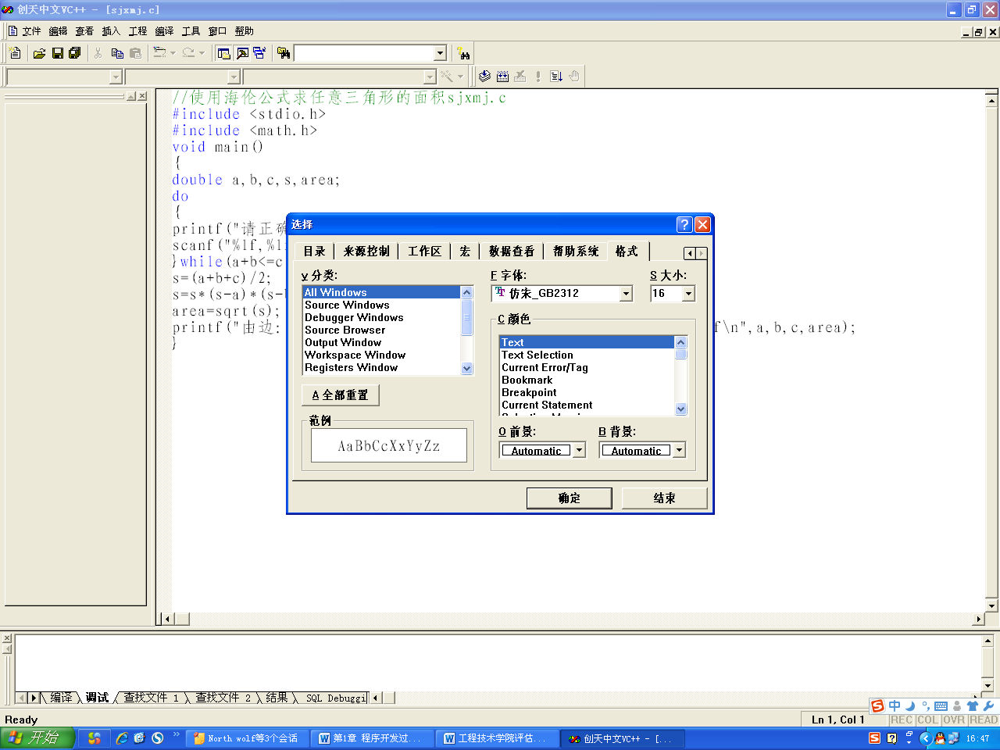 创天中文VC++ - [sjxmj.c]
文件 编辑 查看 插入 工程 编译 工具 窗口 帮助
//使用海伦公式求任意三角形的面积sjxmj.c
#include <stdio.h>
#include <math.h>
void main()
{
double a,b,c,s,area;
do
{
printf("请正确
scanf("%lf,%l
}while(a+b<=c
s=(a+b+c)/2;
s=s*(s-a)*(s-
area=sqrt(s);
printf("由边: f\n",a,b,c,area);
}
选择
目录 来源控制 工作区 宏 数据查看 帮助系统 格式
y 分类:
All Windows
Source Windows
Debugger Windows
Source Browser
Output Window
Workspace Window
Registers Window
A 全部重置
范例
AaBbCcXxYyZz
F 字体:
仿宋_GB2312
S 大小:
16
C 颜色
Text
Text Selection
Current Error/Tag
Bookmark
Breakpoint
Current Statement
O 前景:
Automatic
B 背景:
Automatic
确定 结束
编译 调试 查找文件 1 查找文件 2 结果 SQL Debuggi
中
Ready Ln 1, Col 1 REC COL OVR READ
开始 North wolf等3个会话 第1章 程序开发过... 工程技术学院评估... 创天中文VC++ - [... 16:47